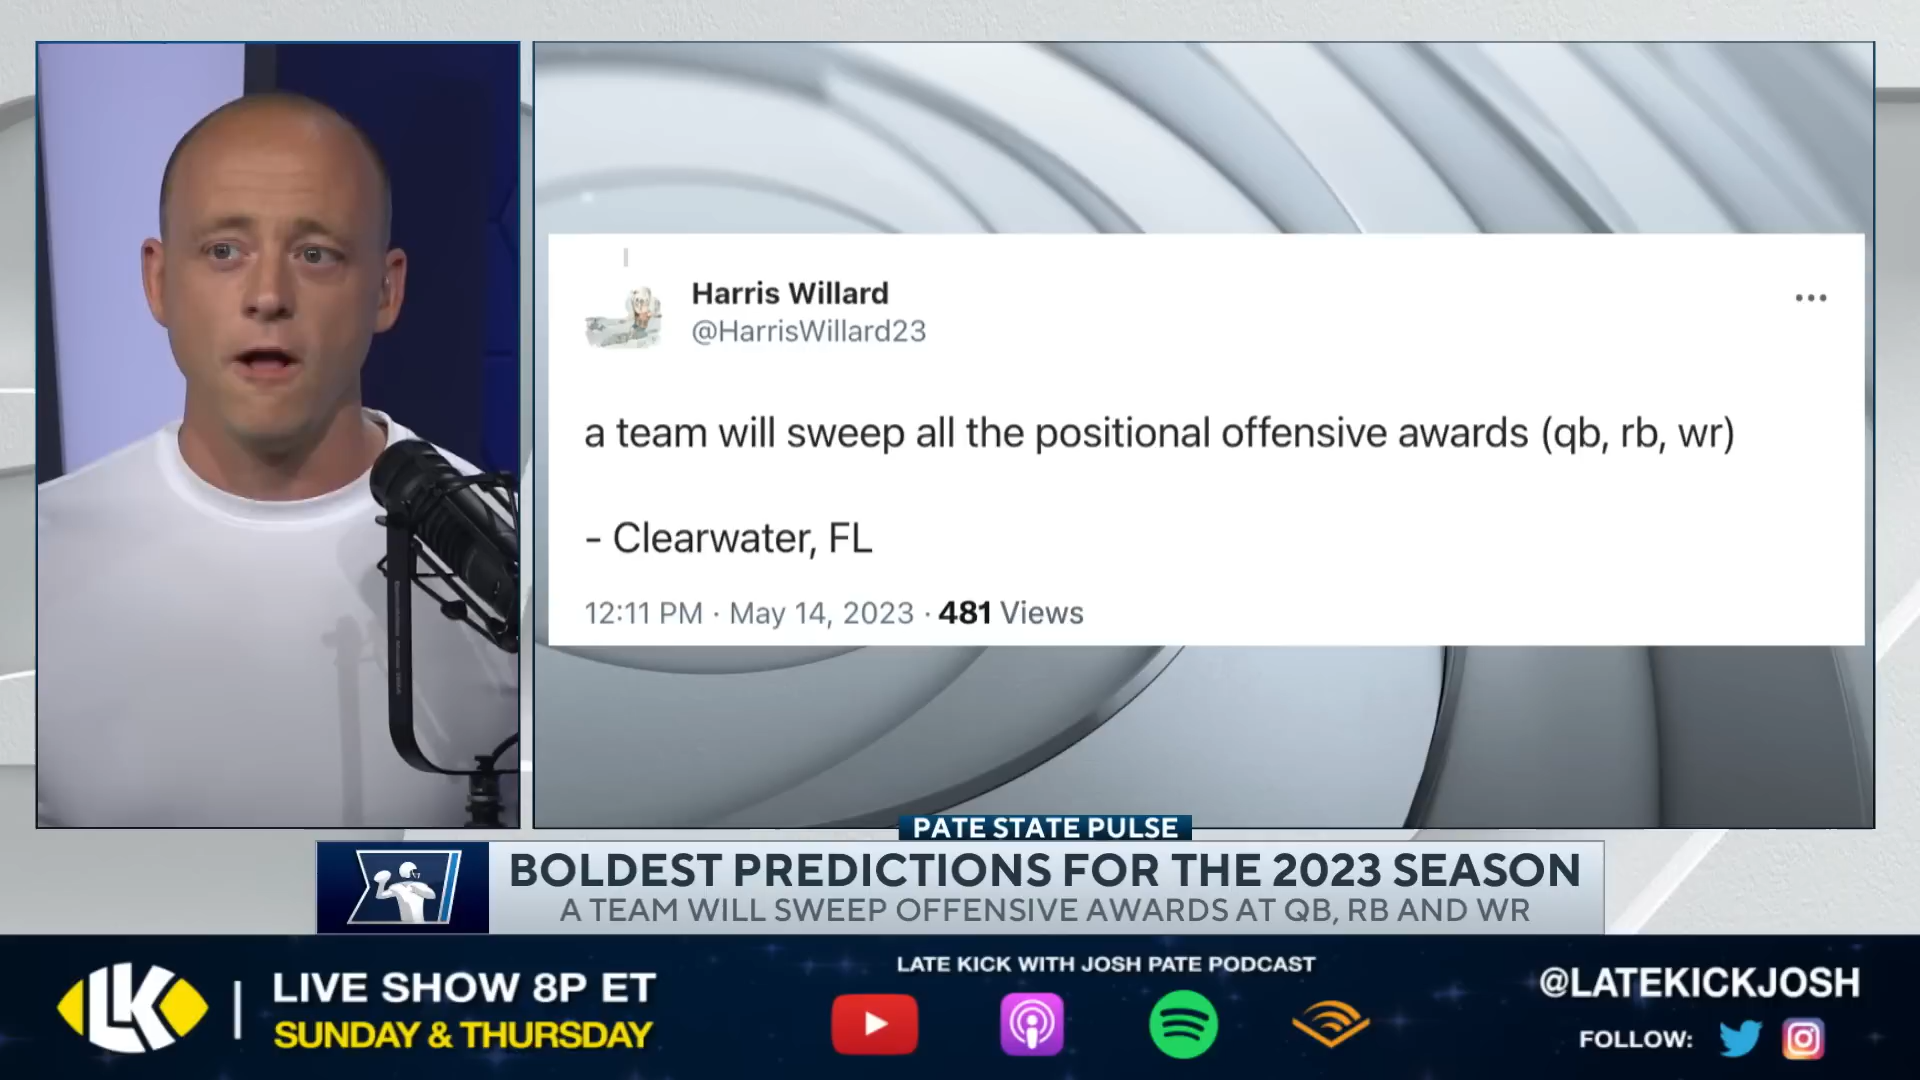 Harris Willard
@HarrisWillard23
a team will sweep all the positional offensive awards (qb, rb, wr)
- Clearwater, FL
12:11 PM · May 14, 2023 · 481 Views
PATE STATE PULSE
BOLDEST PREDICTIONS FOR THE 2023 SEASON
A TEAM WILL SWEEP OFFENSIVE AWARDS AT QB, RB AND WR
LK
LIVE SHOW 8P ET
SUNDAY & THURSDAY
LATE KICK WITH JOSH PATE PODCAST
@LATEKICKJOSH
FOLLOW: